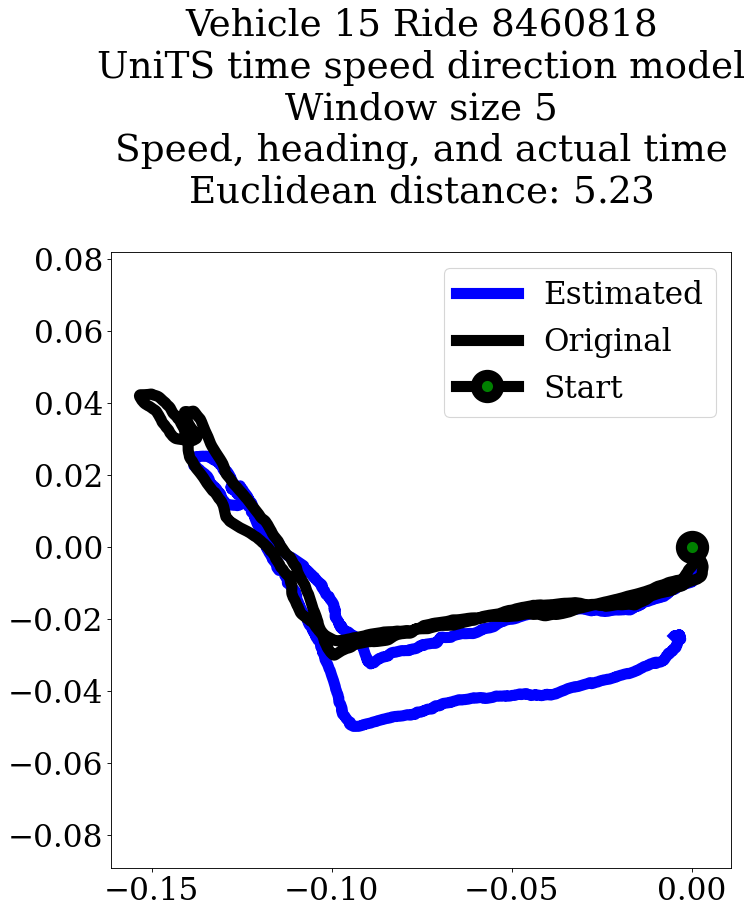 Vehicle 15 Ride 8460818
UniTS time speed direction model
Window size 5
Speed, heading, and actual time
Euclidean distance: 5.23
Estimated
Original
Start
0.08
0.06
0.04
0.02
0.00
−0.02
−0.04
−0.06
−0.08
−0.15
−0.10
−0.05
0.00